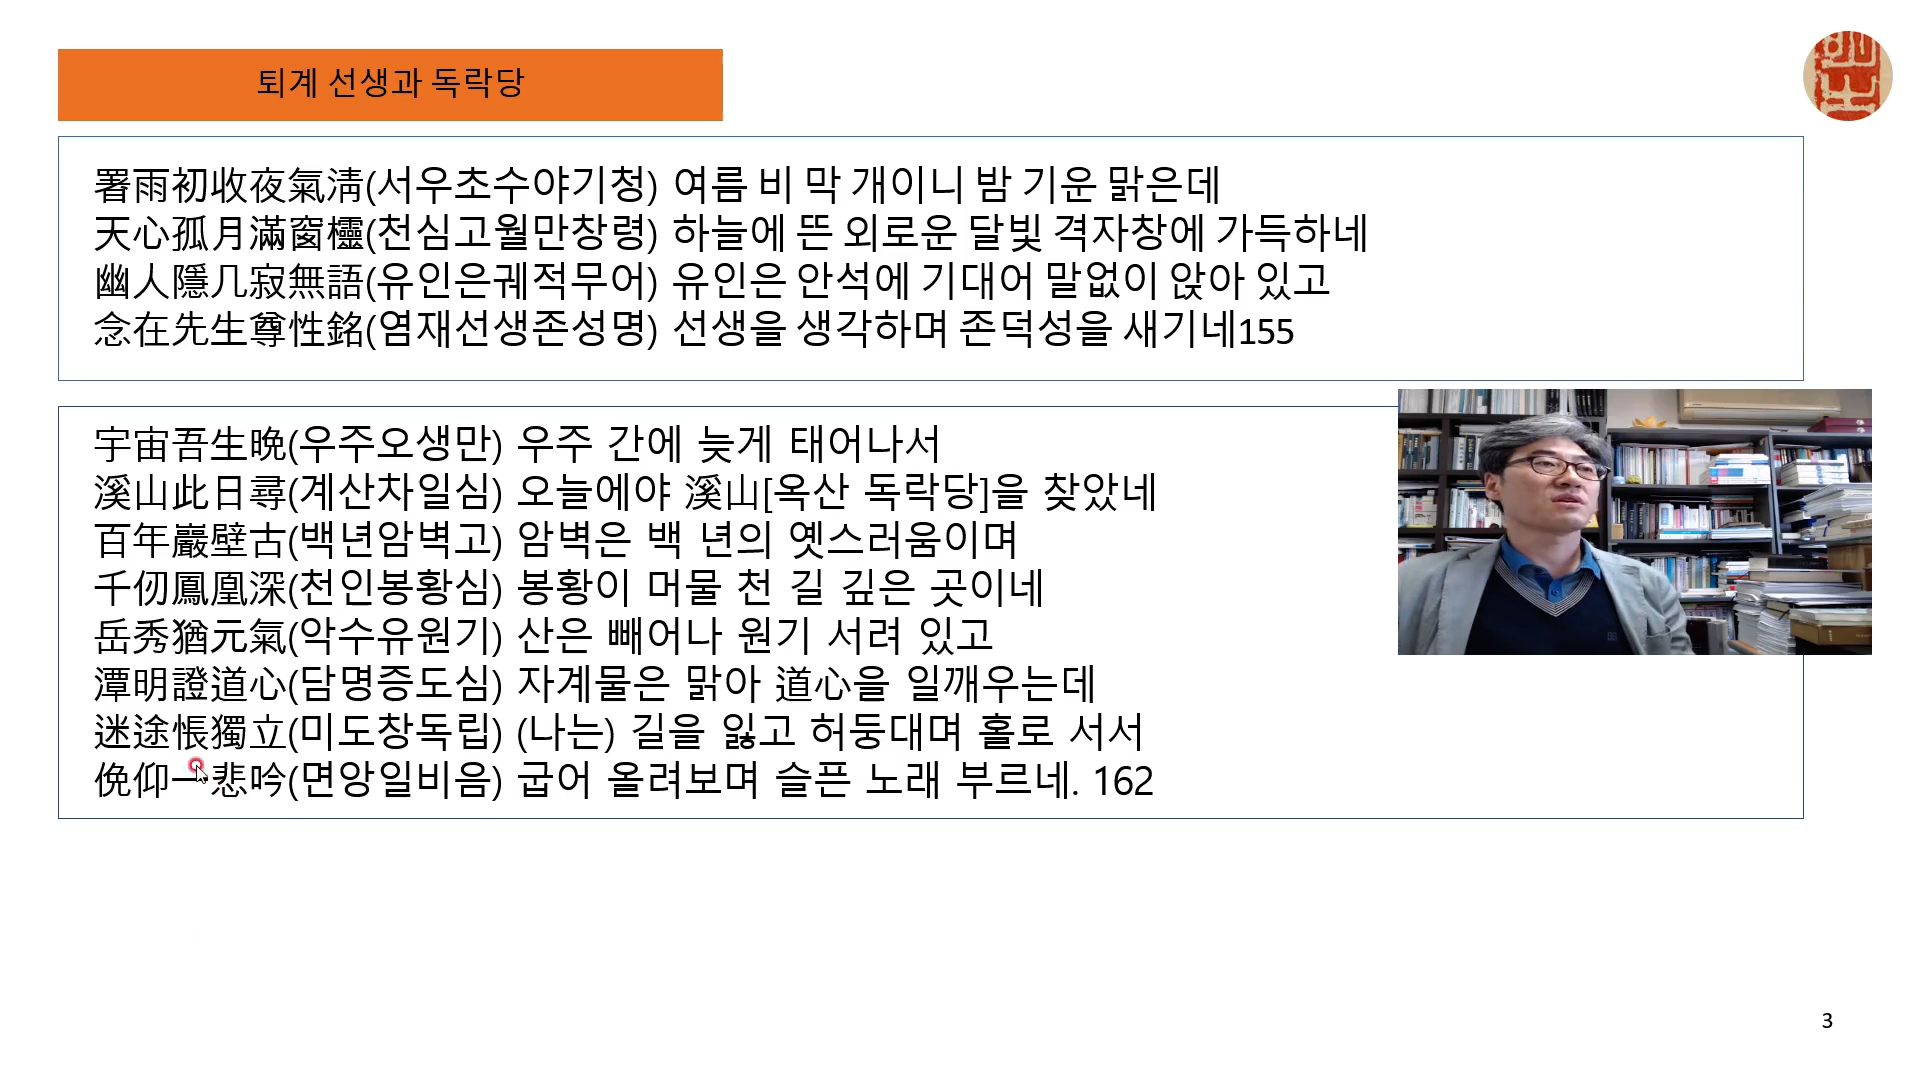 퇴계 선생과 독락당
署雨初收夜氣淸(서우초수야기청) 여름 비 막 개이니 밤 기운 맑은데
天心孤月滿窗欞(천심고월만창령) 하늘에 뜬 외로운 달빛 격자창에 가득하네
幽人隱几寂無語(유인은궤적무어) 유인은 안석에 기대어 말없이 앉아 있고
念在先生尊性銘(염재선생존성명) 선생을 생각하며 존덕성을 새기네155
宇宙吾生晩(우주오생만) 우주 간에 늦게 태어나서
溪山此日尋(계산차일심) 오늘에야 溪山[옥산 독락당]을 찾았네
百年巖壁古(백년암벽고) 암벽은 백 년의 옛스러움이며
千仞鳳凰深(천인봉황심) 봉황이 머물 천 길 깊은 곳이네
岳秀猶元氣(악수유원기) 산은 빼어나 원기 서려 있고
潭明證道心(담명증도심) 자계물은 맑아 道心을 일깨우는데
迷途悵獨立(미도창독립) (나는) 길을 잃고 허둥대며 홀로 서서
俛仰一悲吟(면앙일비음) 굽어 올려보며 슬픈 노래 부르네. 162
3